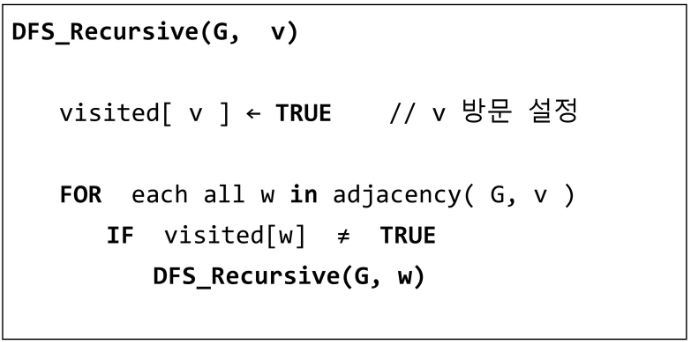 DFS_Recursive(G, v)
visited[ v ] ← TRUE // v 방문 설정
FOR each all w in adjacency( G, v )
IF visited[w] ≠ TRUE
DFS_Recursive(G, w)